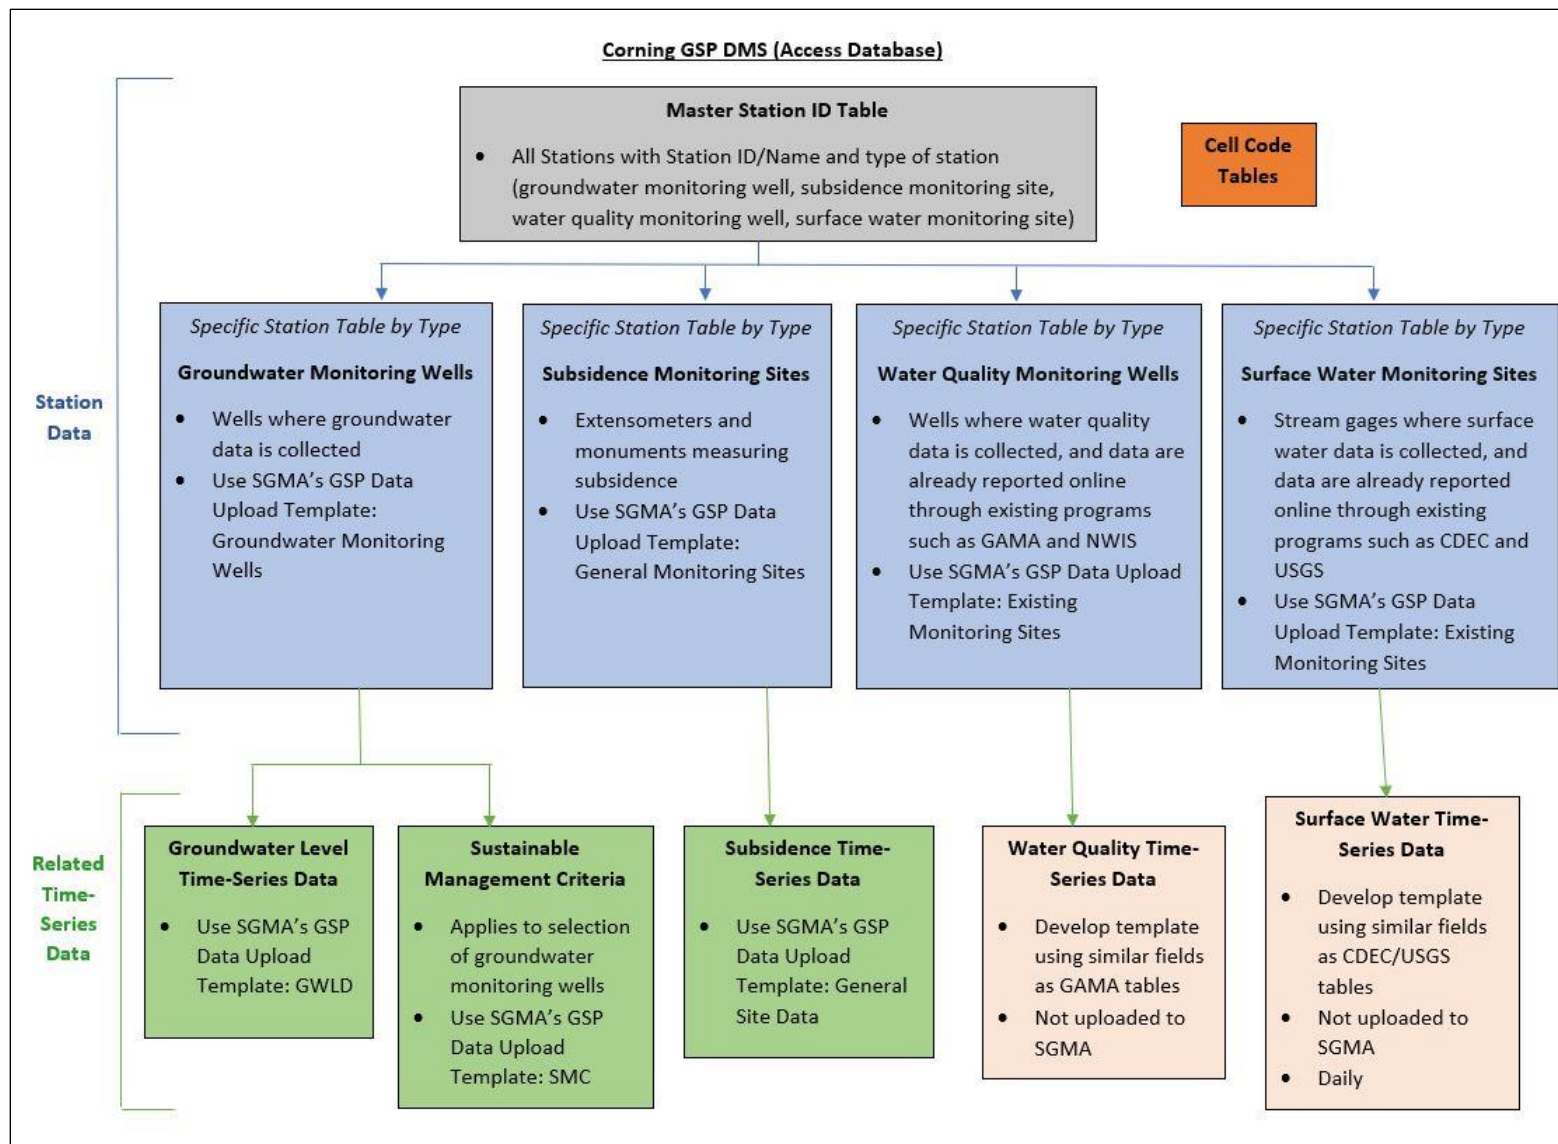 Corning GSP DMS (Access Database)
Master Station ID Table
• All Stations with Station ID/Name and type of station
(groundwater monitoring well, subsidence monitoring site,
water quality monitoring well, surface water monitoring site)
Cell Code
Tables
Station
Data
Specific Station Table by Type
Groundwater Monitoring Wells
• Wells where groundwater
data is collected
• Use SGMA’s GSP Data
Upload Template:
Groundwater Monitoring
Wells
Specific Station Table by Type
Subsidence Monitoring Sites
• Extensometers and
monuments measuring
subsidence
• Use SGMA’s GSP Data
Upload Template:
General Monitoring Sites
Specific Station Table by Type
Water Quality Monitoring Wells
• Wells where water quality
data is collected, and data are
already reported online
through existing programs
such as GAMA and NWIS
• Use SGMA’s GSP Data Upload
Template: Existing
Monitoring Sites
Specific Station Table by Type
Surface Water Monitoring Sites
• Stream gages where surface
water data is collected, and
data are already reported
online through existing
programs such as CDEC and
USGS
• Use SGMA’s GSP Data
Upload Template: Existing
Monitoring Sites
Related
Time-
Series
Data
Groundwater Level
Time-Series Data
• Use SGMA’s GSP
Data Upload
Template: GWLD
Sustainable
Management Criteria
• Applies to selection
of groundwater
monitoring wells
• Use SGMA’s GSP
Data Upload
Template: SMC
Subsidence Time-
Series Data
• Use SGMA’s GSP
Data Upload
Template: General
Site Data
Water Quality Time-
Series Data
• Develop template
using similar fields
as GAMA tables
• Not uploaded to
SGMA
Surface Water Time-
Series Data
• Develop template
using similar fields
as CDEC/USGS
tables
• Not uploaded to
SGMA
• Daily